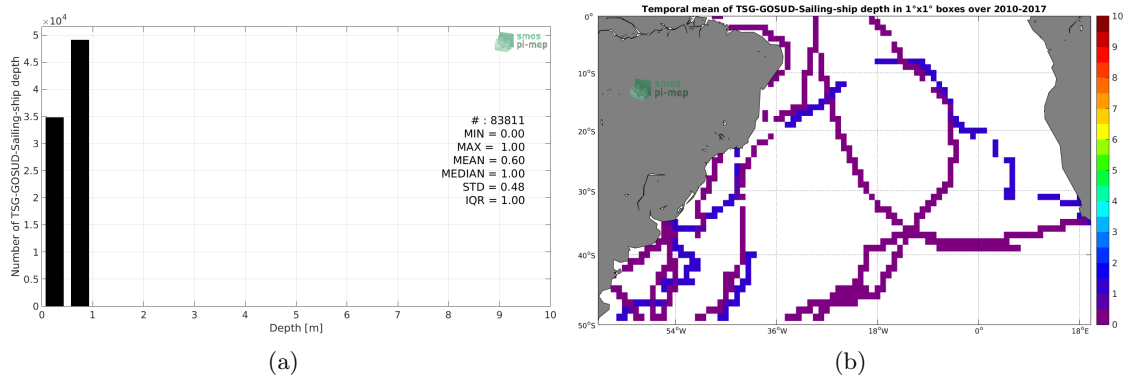 ×10⁴
5
4.5
4
3.5
3
2.5
2
1.5
1
0.5
0
Number of TSG-GOSUD-Sailing-ship depth
smos
pi-mep
# : 83811
MIN = 0.00
MAX = 1.00
MEAN = 0.60
MEDIAN = 1.00
STD = 0.48
IQR = 1.00
0 1 2 3 4 5 6 7 8 9 10
Depth [m]
(a)
Temporal mean of TSG-GOSUD-Sailing-ship depth in 1°x1° boxes over 2010-2017
0°
10°S
20°S
30°S
40°S
50°S
smos
pi-mep
54°W 36°W 18°W 0° 18°E
10
9
8
7
6
5
4
3
2
1
0
(b)